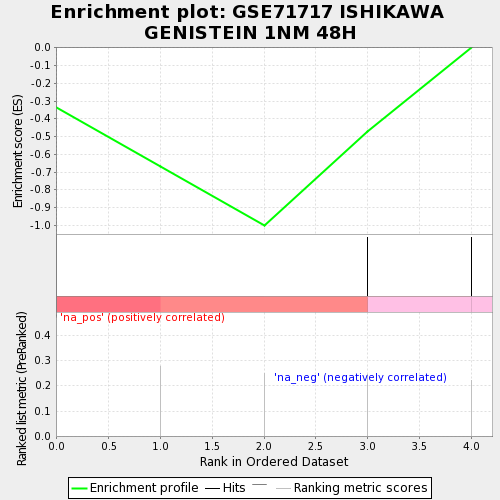 Enrichment plot: GSE71717 ISHIKAWA
GENISTEIN 1NM 48H
Enrichment score (ES)
0.0
-0.1
-0.2
-0.3
-0.4
-0.5
-0.6
-0.7
-0.8
-0.9
-1.0
'na_pos' (positively correlated)
'na_neg' (negatively correlated)
Ranked list metric (PreRanked)
0.4
0.3
0.2
0.1
0.0
0.0 0.5 1.0 1.5 2.0 2.5 3.0 3.5 4.0
Rank in Ordered Dataset
Enrichment profile Hits Ranking metric scores